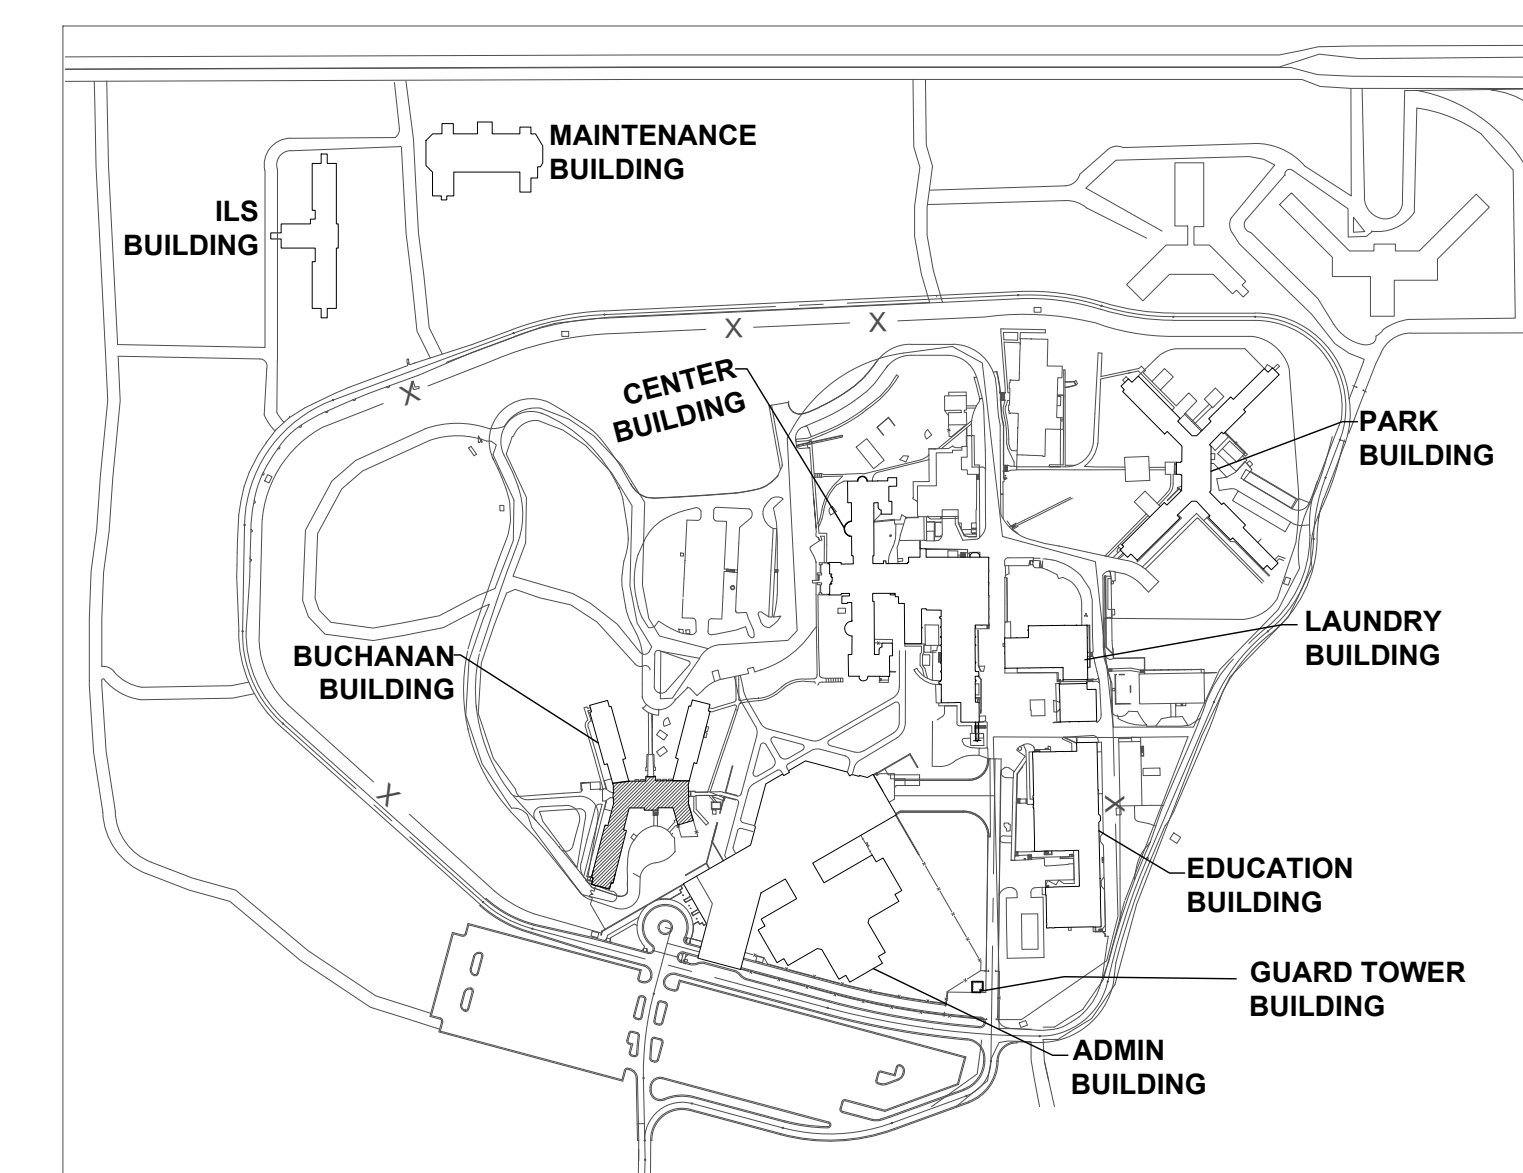 MAINTENANCE
BUILDING
ILS
BUILDING
CENTER
BUILDING
PARK
BUILDING
LAUNDRY
BUILDING
BUCHANAN
BUILDING
EDUCATION
BUILDING
GUARD TOWER
BUILDING
ADMIN
BUILDING